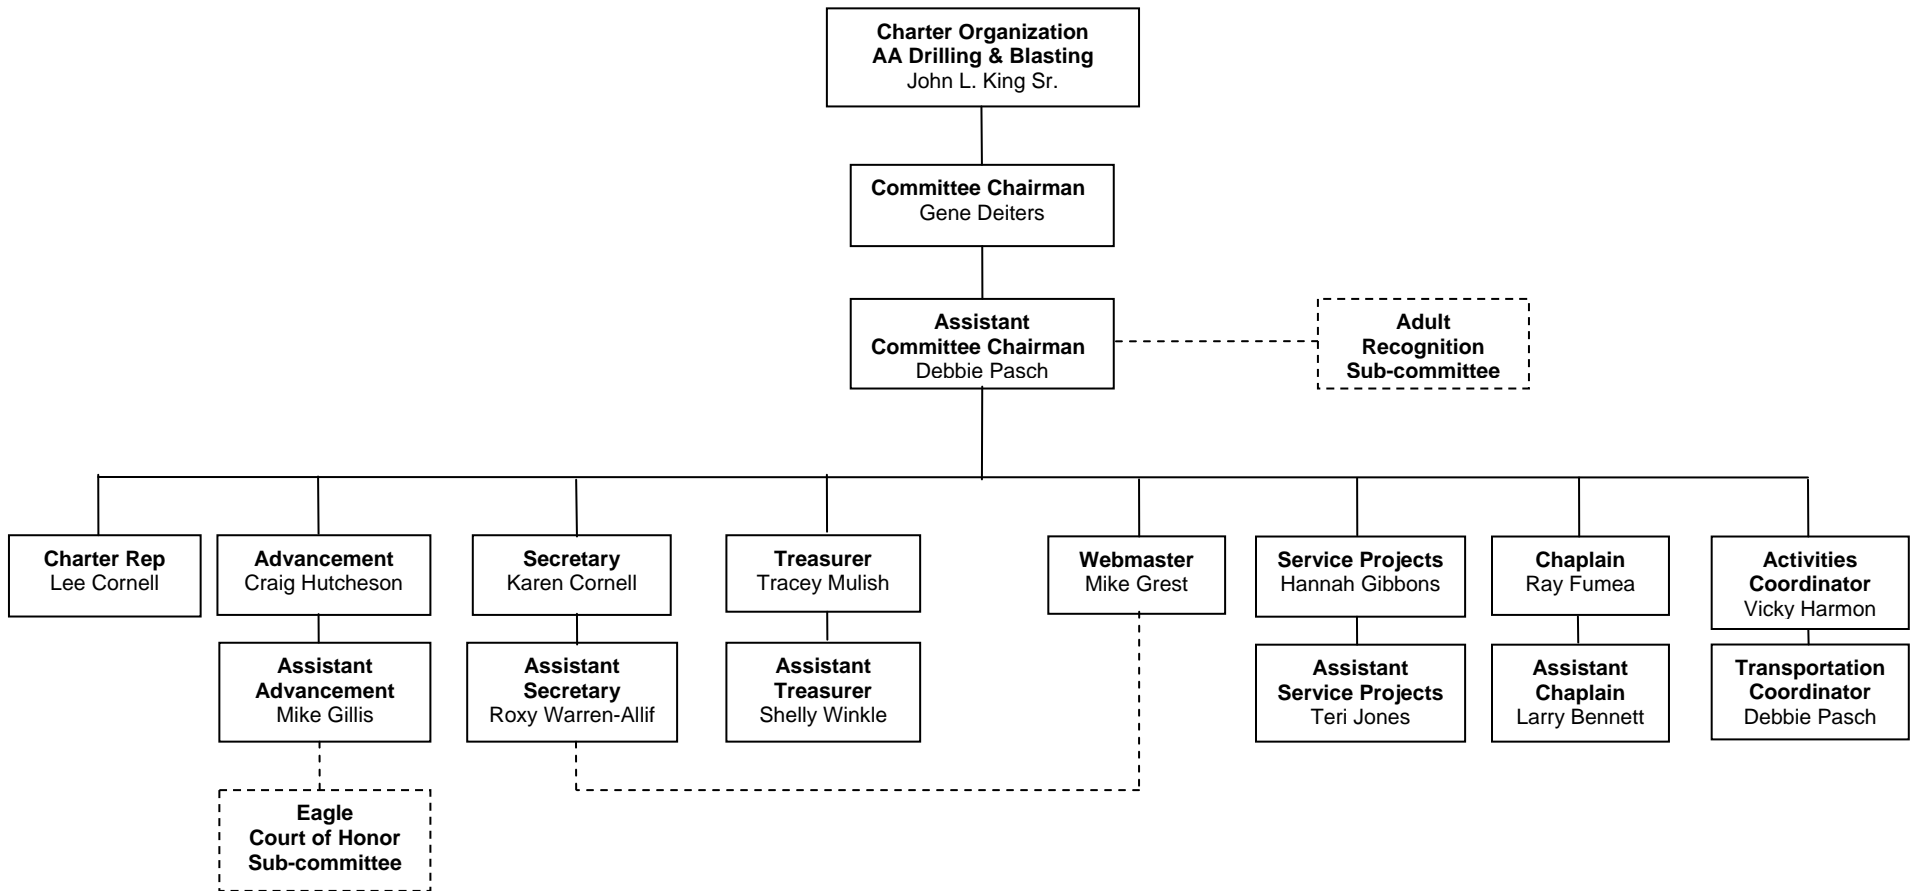 Charter Organization
AA Drilling & Blasting
John L. King Sr.
Committee Chairman
Gene Deiters
Assistant
Committee Chairman
Debbie Pasch
Adult
Recognition
Sub-committee
Charter Rep
Lee Cornell
Advancement
Craig Hutcheson
Secretary
Karen Cornell
Treasurer
Tracey Mulish
Webmaster
Mike Grest
Service Projects
Hannah Gibbons
Chaplain
Ray Fumea
Activities
Coordinator
Vicky Harmon
Assistant
Advancement
Mike Gillis
Assistant
Secretary
Roxy Warren-Allif
Assistant
Treasurer
Shelly Winkle
Assistant
Service Projects
Teri Jones
Assistant
Chaplain
Larry Bennett
Transportation
Coordinator
Debbie Pasch
Eagle
Court of Honor
Sub-committee